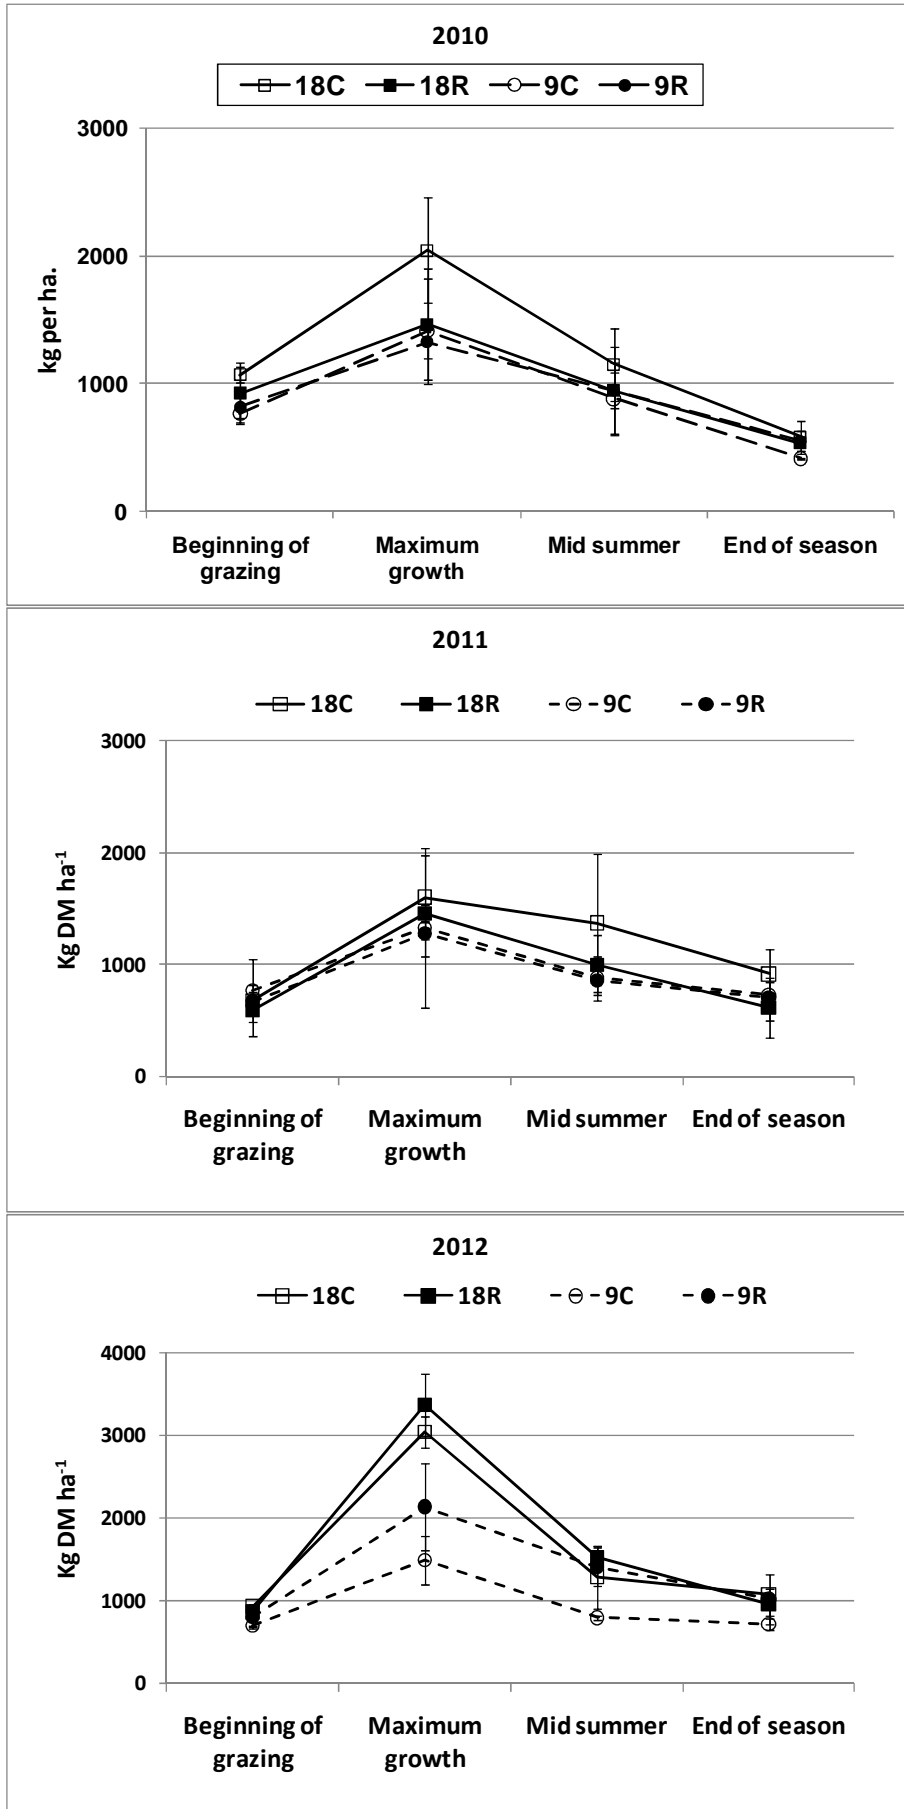 2010
18C 18R 9C 9R
3000
2000
1000
0
kg per ha.
Beginning of grazing
Maximum growth
Mid summer
End of season
2011
18C 18R 9C 9R
3000
2000
1000
0
Kg DM ha⁻¹
Beginning of grazing
Maximum growth
Mid summer
End of season
2012
18C 18R 9C 9R
4000
3000
2000
1000
0
Kg DM ha⁻¹
Beginning of grazing
Maximum growth
Mid summer
End of season